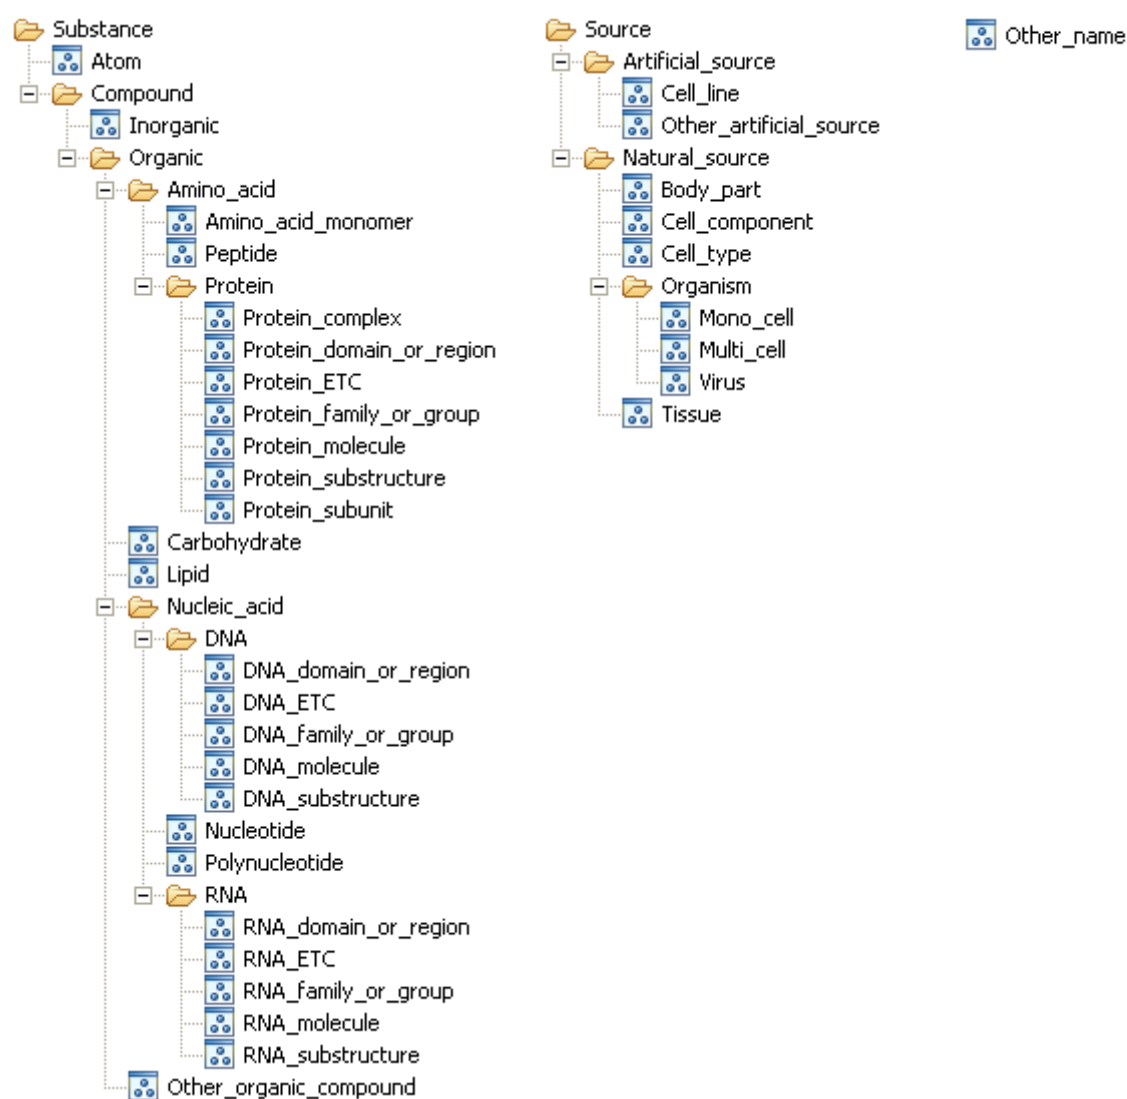 Substance
Atom
Compound
Inorganic
Organic
Amino_acid
Amino_acid_monomer
Peptide
Protein
Protein_complex
Protein_domain_or_region
Protein_ETC
Protein_family_or_group
Protein_molecule
Protein_substructure
Protein_subunit
Carbohydrate
Lipid
Nucleic_acid
DNA
DNA_domain_or_region
DNA_ETC
DNA_family_or_group
DNA_molecule
DNA_substructure
Nucleotide
Polynucleotide
RNA
RNA_domain_or_region
RNA_ETC
RNA_family_or_group
RNA_molecule
RNA_substructure
Other_organic_compound
Source
Artificial_source
Cell_line
Other_artificial_source
Natural_source
Body_part
Cell_component
Cell_type
Organism
Mono_cell
Multi_cell
Virus
Tissue
Other_name